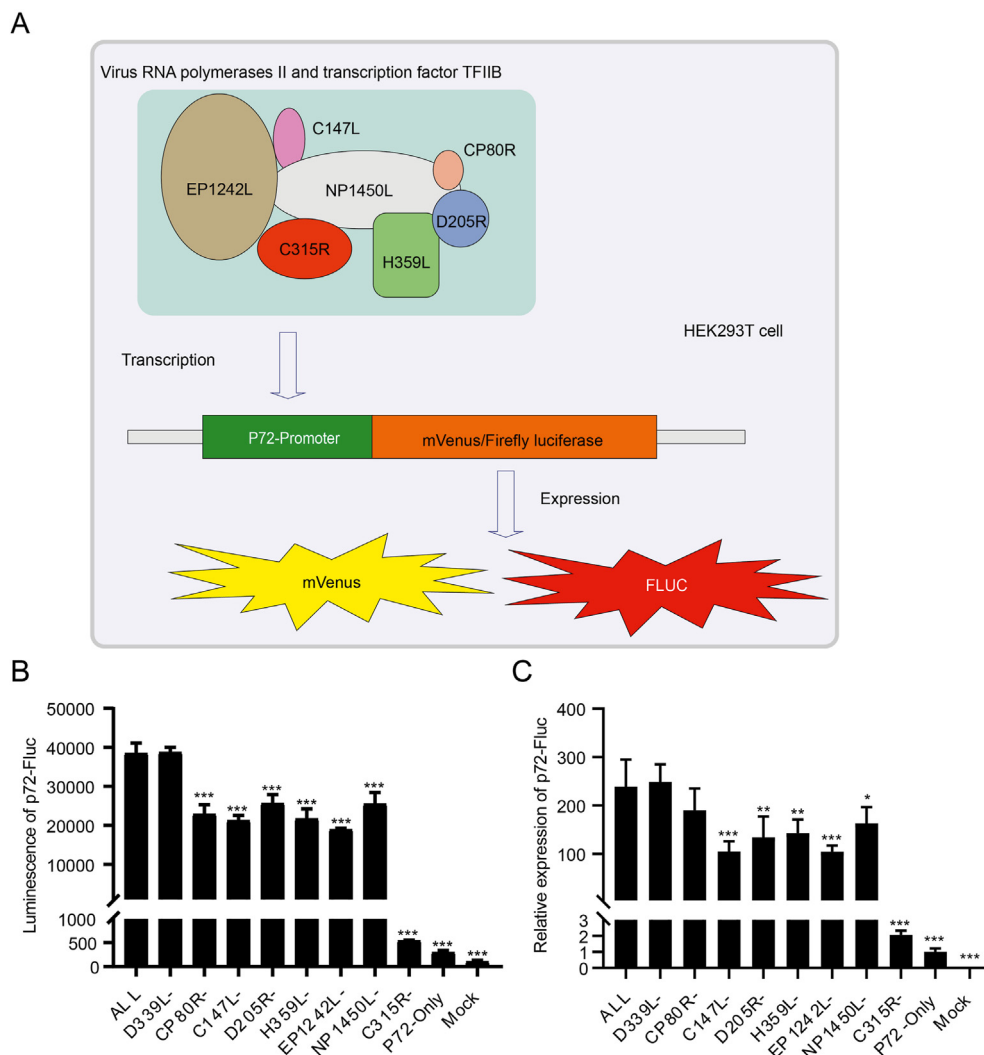 A
Virus RNA polymerases II and transcription factor TFIIB
C147L
CP80R
EP1242L
NP1450L
D205R
C315R
H359L
HEK293T cell
Transcription
P72-Promoter
mVenus/Firefly luciferase
Expression
mVenus
FLUC
B
Luminescence of p72-Fluc
50000
40000
30000
20000
10000
1000
500
0
***
***
***
***
***
***
***
***
***
ALL
D339L-
CP80R-
C147L-
D205R-
H359L-
EP1242L-
NP1450L-
C315R-
P72-Only
Mock
C
Relative expression of p72-Fluc
400
300
200
100
3
2
1
0
***
**
**
***
*
***
***
***
ALL
D339L-
CP80R-
C147L-
D205R-
H359L-
EP1242L-
NP1450L-
C315R-
P72-Only
Mock